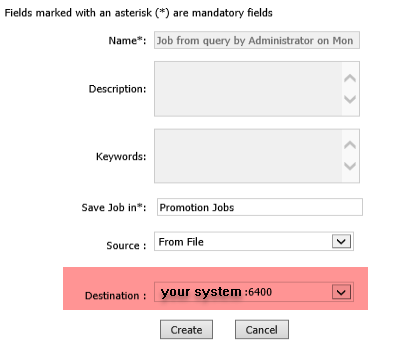 Fields marked with an asterisk (*) are mandatory fields
Name*: Job from query by Administrator on Mon
Description:
Keywords:
Save Job in*: Promotion Jobs
Source : From File
Destination : your system :6400
Create Cancel